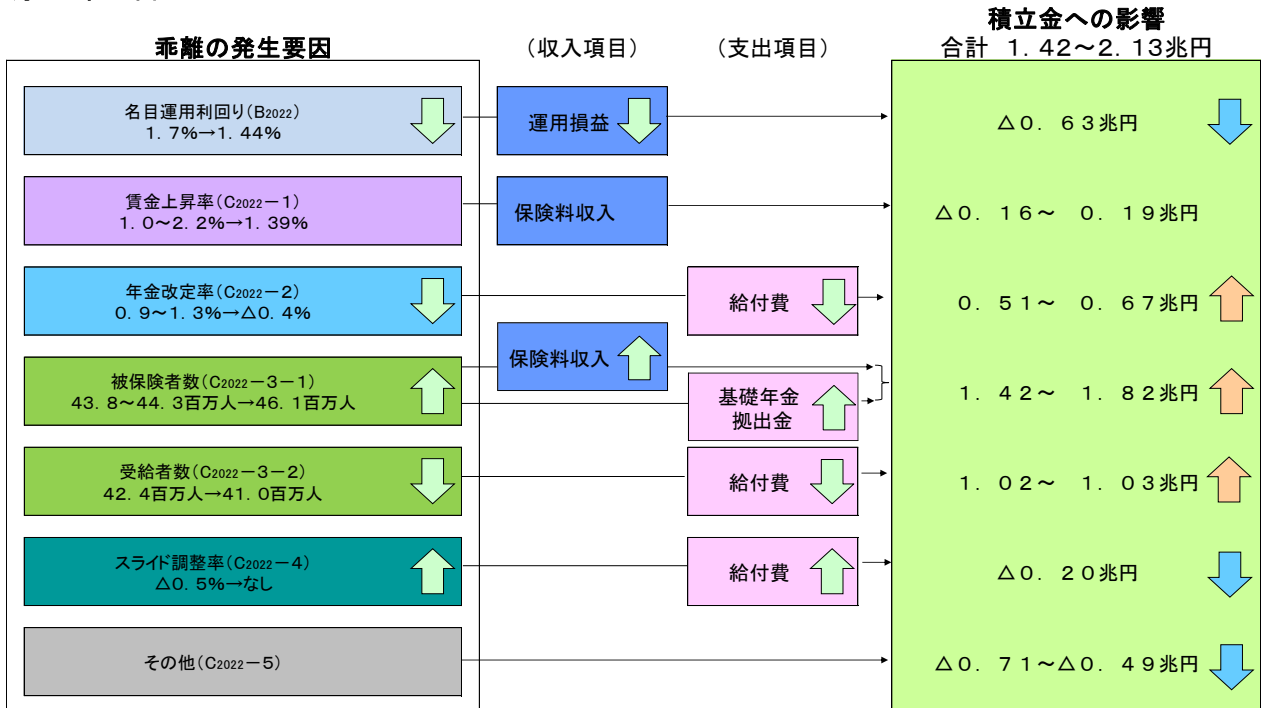 積立金への影響
乖離の発生要因 （収入項目） （支出項目） 合計 １．４２～２．１３兆円
名目運用利回り（B2022）
１．７%→１．４４%
運用損益
△０．６３兆円
賃金上昇率（C2022－１）
１．０～２．２%→１．３９%
保険料収入
△０．１６～ ０．１９兆円
年金改定率（C2022－２）
０．９～１．３%→△０．４%
給付費
０．５１～ ０．６７兆円
被保険者数（C2022－３－１）
４３．８～４４．３百万人→４６．１百万人
保険料収入
基礎年金
拠出金
１．４２～ １．８２兆円
受給者数（C2022－３－２）
４２．４百万人→４１．０百万人
給付費
１．０２～ １．０３兆円
スライド調整率（C2022－４）
△０．５%→なし
給付費
△０．２０兆円
その他（C2022－５）
△０．７１～△０．４９兆円